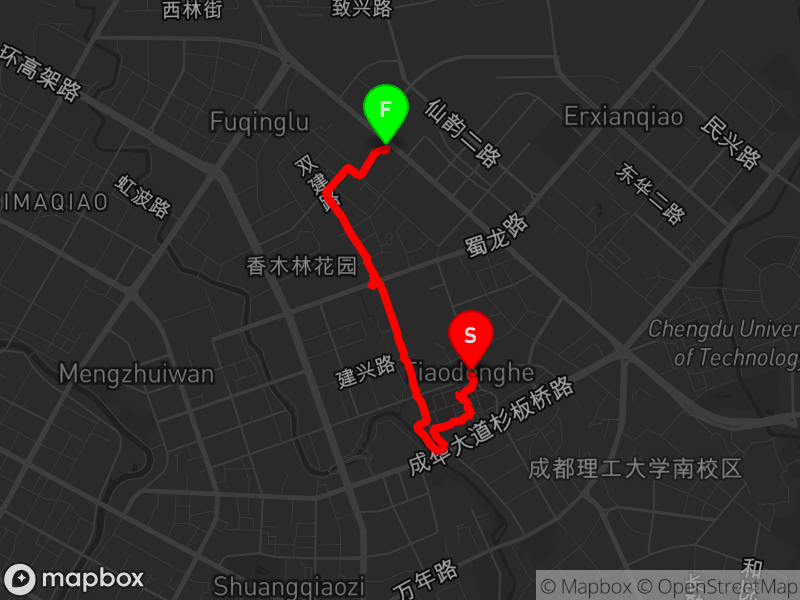 西林街
致兴路
环高架路
Fuqinglu
F
仙韵二路
Erxianqiao
民兴路
双建路
虹波路
IMAQIAO
东华二路
蜀龙路
香木林花园
S
Chengdu Univer
of Technology
Mengzhuiwan
建兴路
Tiaodenghe
成华大道杉板桥路
成都理工大学南校区
Shuangqiaozi
万年路
和
mapbox
© Mapbox © OpenStreetMap